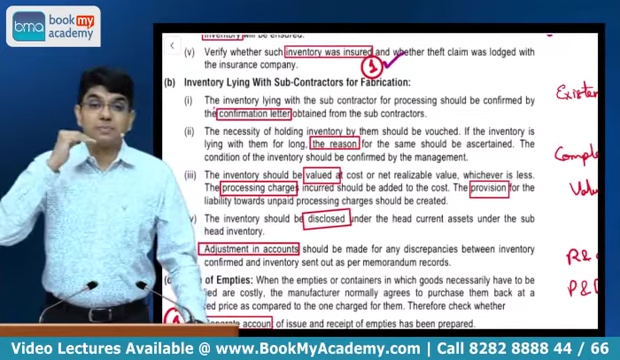 bma
book my
academy
inventory will be ensured.
(v) Verify whether such inventory was insured and whether theft claim was lodged with
the insurance company.
1
(b) Inventory Lying With Sub-Contractors for Fabrication:
(i) The inventory lying with the sub contractor for processing should be confirmed by
the confirmation letter obtained from the sub contractors.
(ii) The necessity of holding inventory by them should be vouched. If the inventory is
lying with them for long, the reason for the same should be ascertained. The
condition of the inventory should be confirmed by the management.
(iii) The inventory should be valued at cost or net realizable value, whichever is less.
The processing charges incurred should be added to the cost. The provision for the
liability towards unpaid processing charges should be created.
v) The inventory should be disclosed under the head current assets under the sub
head inventory.
Adjustment in accounts should be made for any discrepancies between inventory
confirmed and inventory sent out as per memorandum records.
of Empties: When the empties or containers in which goods necessarily have to be
are costly, the manufacturer normally agrees to purchase them back at a
price as compared to the one charged for them. Therefore check whether
account of issue and receipt of empties has been prepared.
Existen
Comple
Valu
R&
P&
Video Lectures Available @ www.BookMyAcademy.com Call 8282 8888 44 / 66